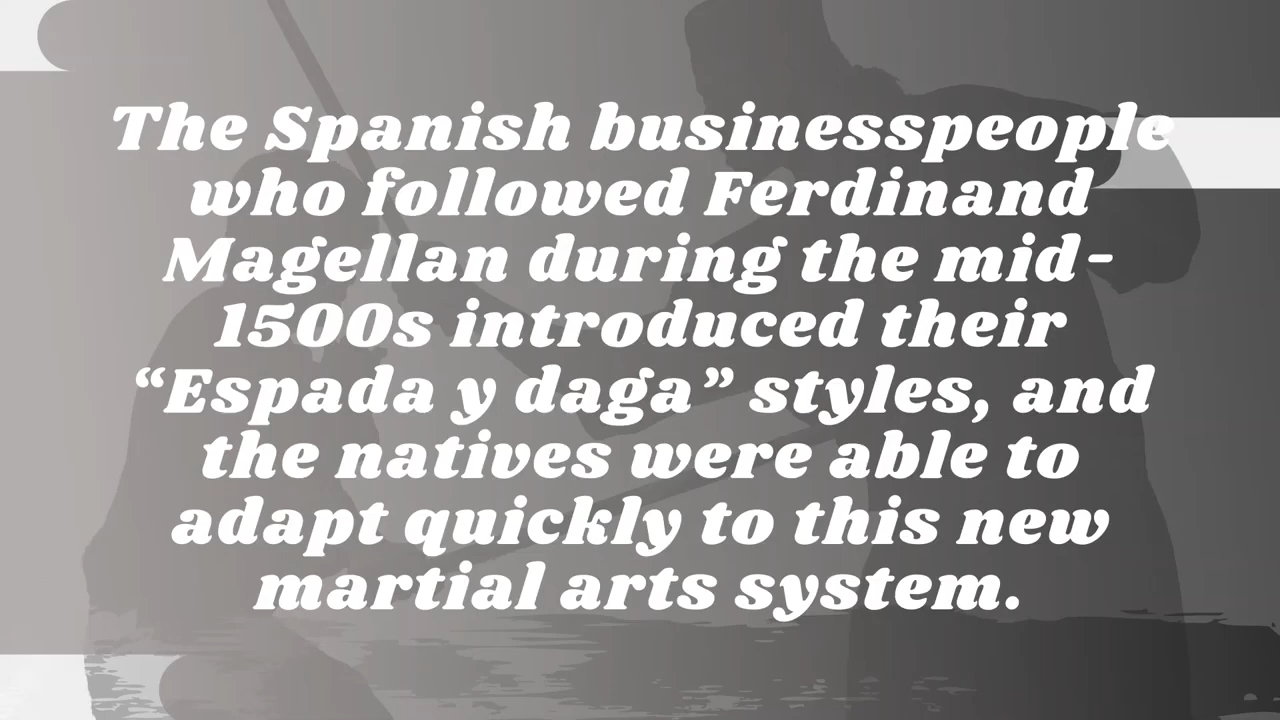 The Spanish businesspeople
who followed Ferdinand
Magellan during the mid-
1500s introduced their
“Espada y daga” styles, and
the natives were able to
adapt quickly to this new
martial arts system.